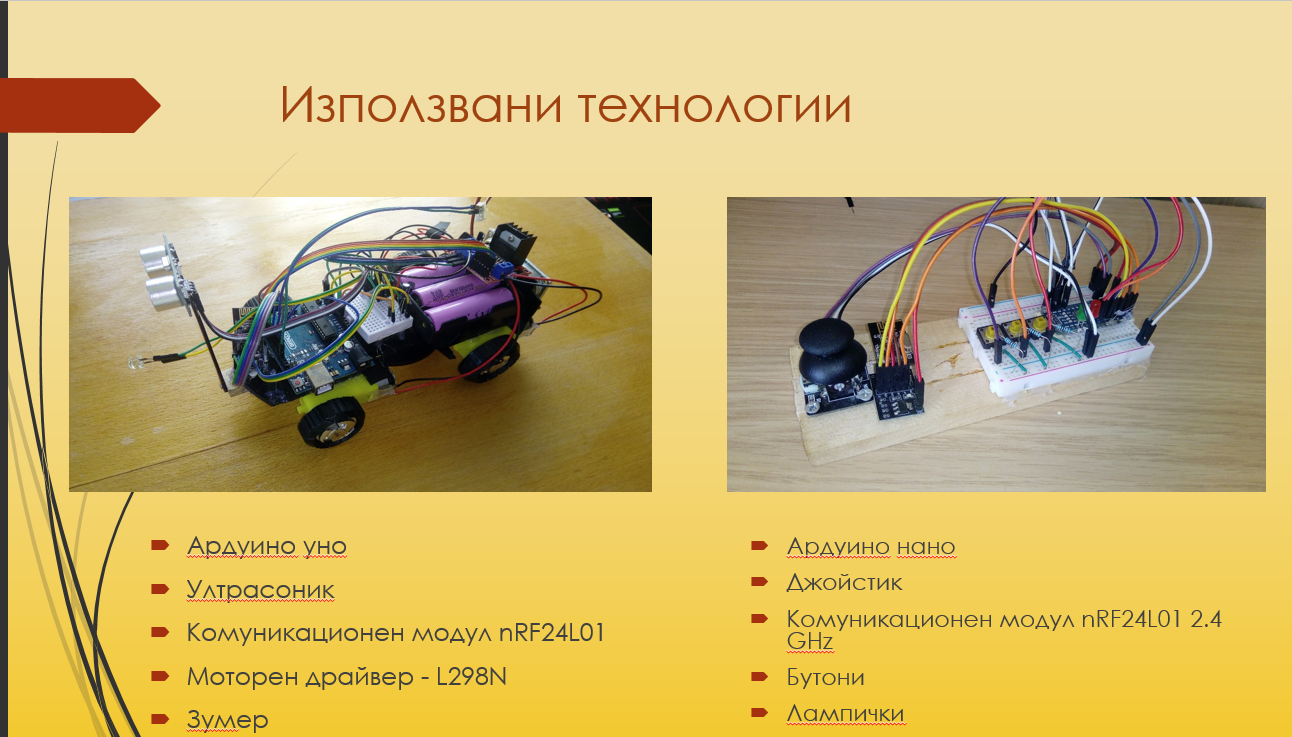 Използвани технологии
Ардуино уно
Ултрасоник
Комуникационен модул nRF24L01
Моторен драйвер - L298N
Зумер
Ардуино нано
Джойстик
Комуникационен модул nRF24L01 2.4
GHz
Бутони
Лампички